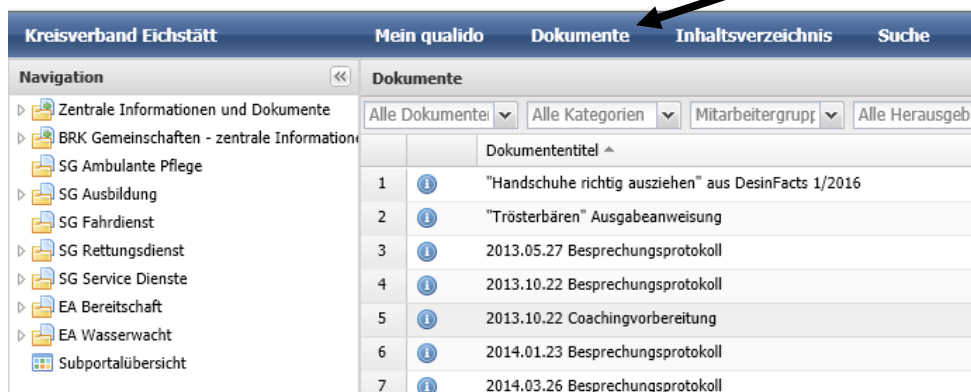 Kreisverband Eichstätt Mein qualido Dokumente Inhaltsverzeichnis Suche
Navigation
Zentrale Informationen und Dokumente
BRK Gemeinschaften - zentrale Informatione
SG Ambulante Pflege
SG Ausbildung
SG Fahrdienst
SG Rettungsdienst
SG Service Dienste
EA Bereitschaft
EA Wasserwacht
Subportalübersicht
Dokumente
Alle Dokumente Alle Kategorien Mitarbeitergrupp Alle Herausgeb
Dokumententitel
1 "Handschuhe richtig ausziehen" aus DesinFacts 1/2016
2 "Trösterbären" Ausgabeanweisung
3 2013.05.27 Besprechungsprotokoll
4 2013.10.22 Besprechungsprotokoll
5 2013.10.22 Coachingvorbereitung
6 2014.01.23 Besprechungsprotokoll
7 2014.03.26 Besprechungsprotokoll